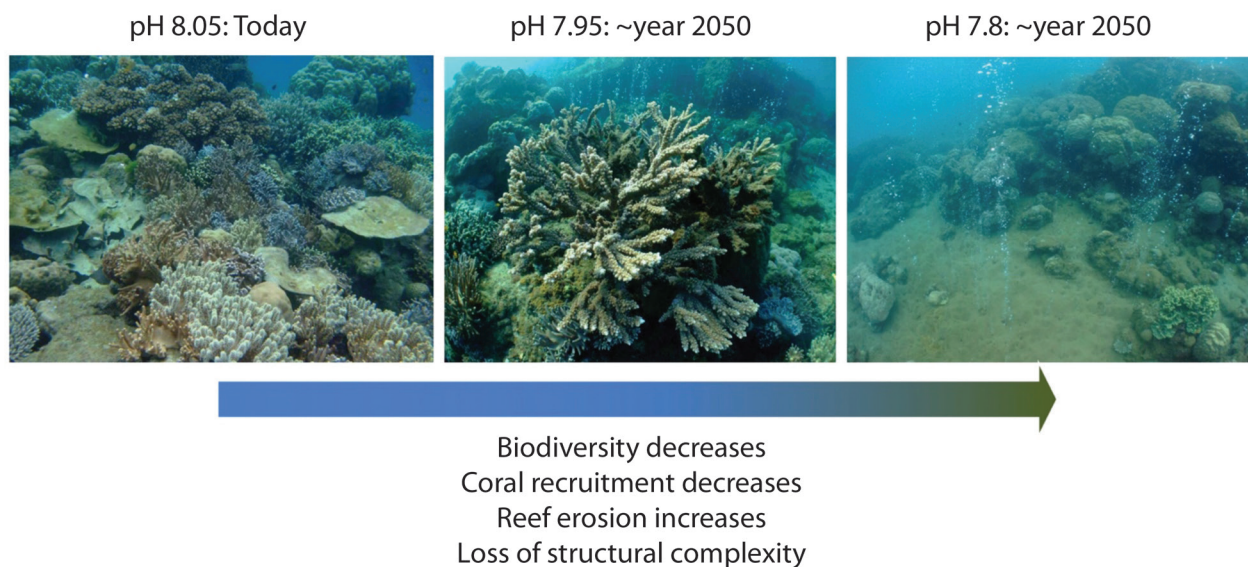 pH 8.05: Today
pH 7.95: ~year 2050
pH 7.8: ~year 2050
Biodiversity decreases
Coral recruitment decreases
Reef erosion increases
Loss of structural complexity